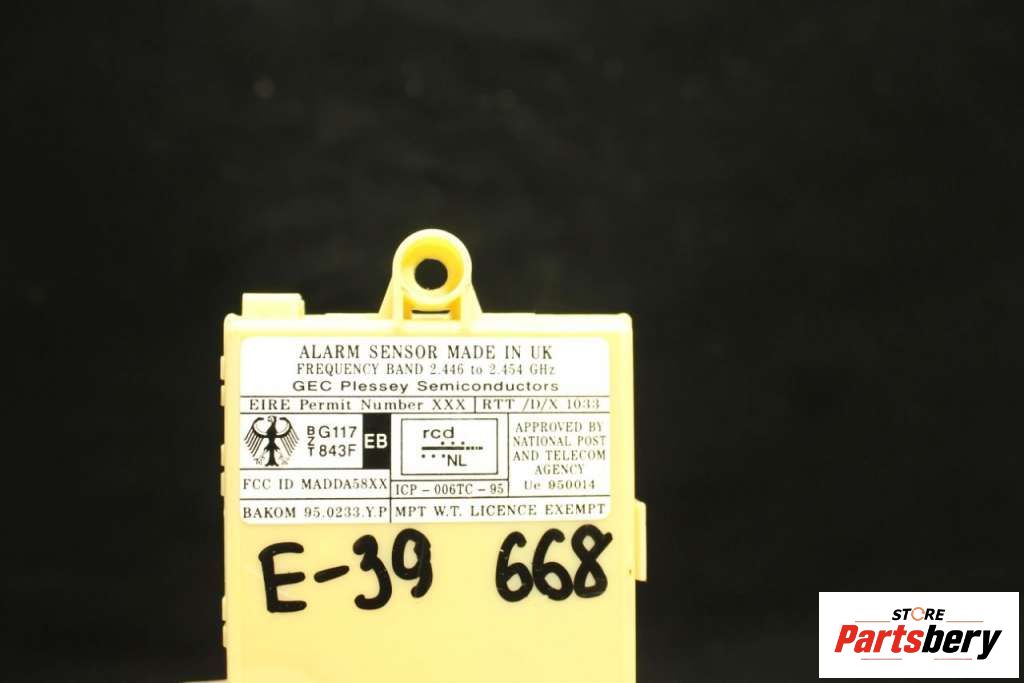 ALARM SENSOR MADE IN UK
FREQUENCY BAND 2.446 to 2.454 GHz
GEC Plessey Semiconductors
EIRE Permit Number XXX RTT /D/X 1033
BZT G117 843F EB
rcd
NL
APPROVED BY
NATIONAL POST
AND TELECOM
AGENCY
Ue 950014
FCC ID MADDA58XX
ICP - 006TC - 95
BAKOM 95.0233.Y.P MPT W.T. LICENCE EXEMPT
E-39 668
STORE
Partsbery